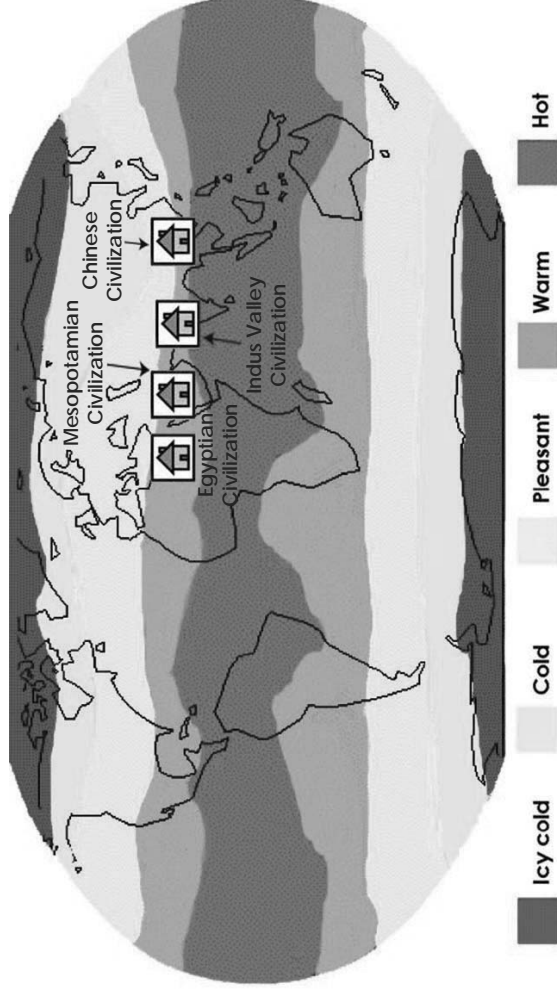 Mesopotamian
Civilization
Chinese
Civilization
Egyptian
Civilization
Indus Valley
Civilization
Icy cold
Cold
Pleasant
Warm
Hot